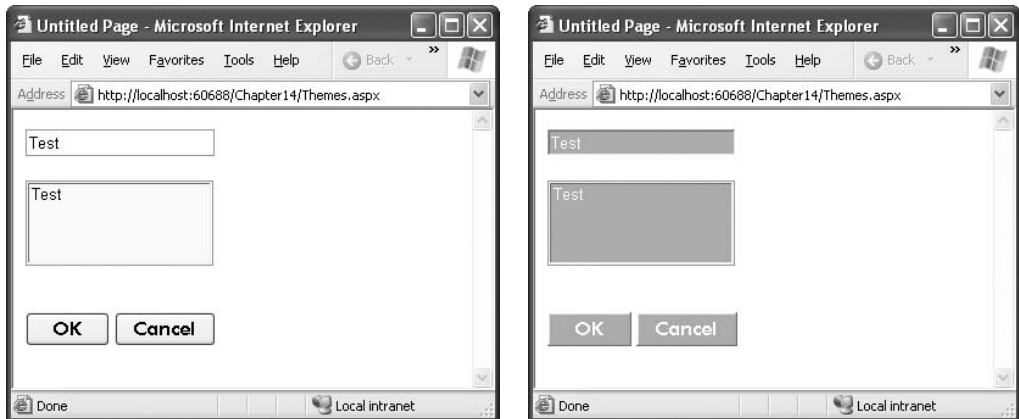 Untitled Page - Microsoft Internet Explorer
File Edit View Favorites Tools Help Back »
Address http://localhost:60688/Chapter14/Themes.aspx
Test
Test
OK Cancel
Done Local intranet
Untitled Page - Microsoft Internet Explorer
File Edit View Favorites Tools Help Back »
Address http://localhost:60688/Chapter14/Themes.aspx
Test
Test
OK Cancel
Done Local intranet